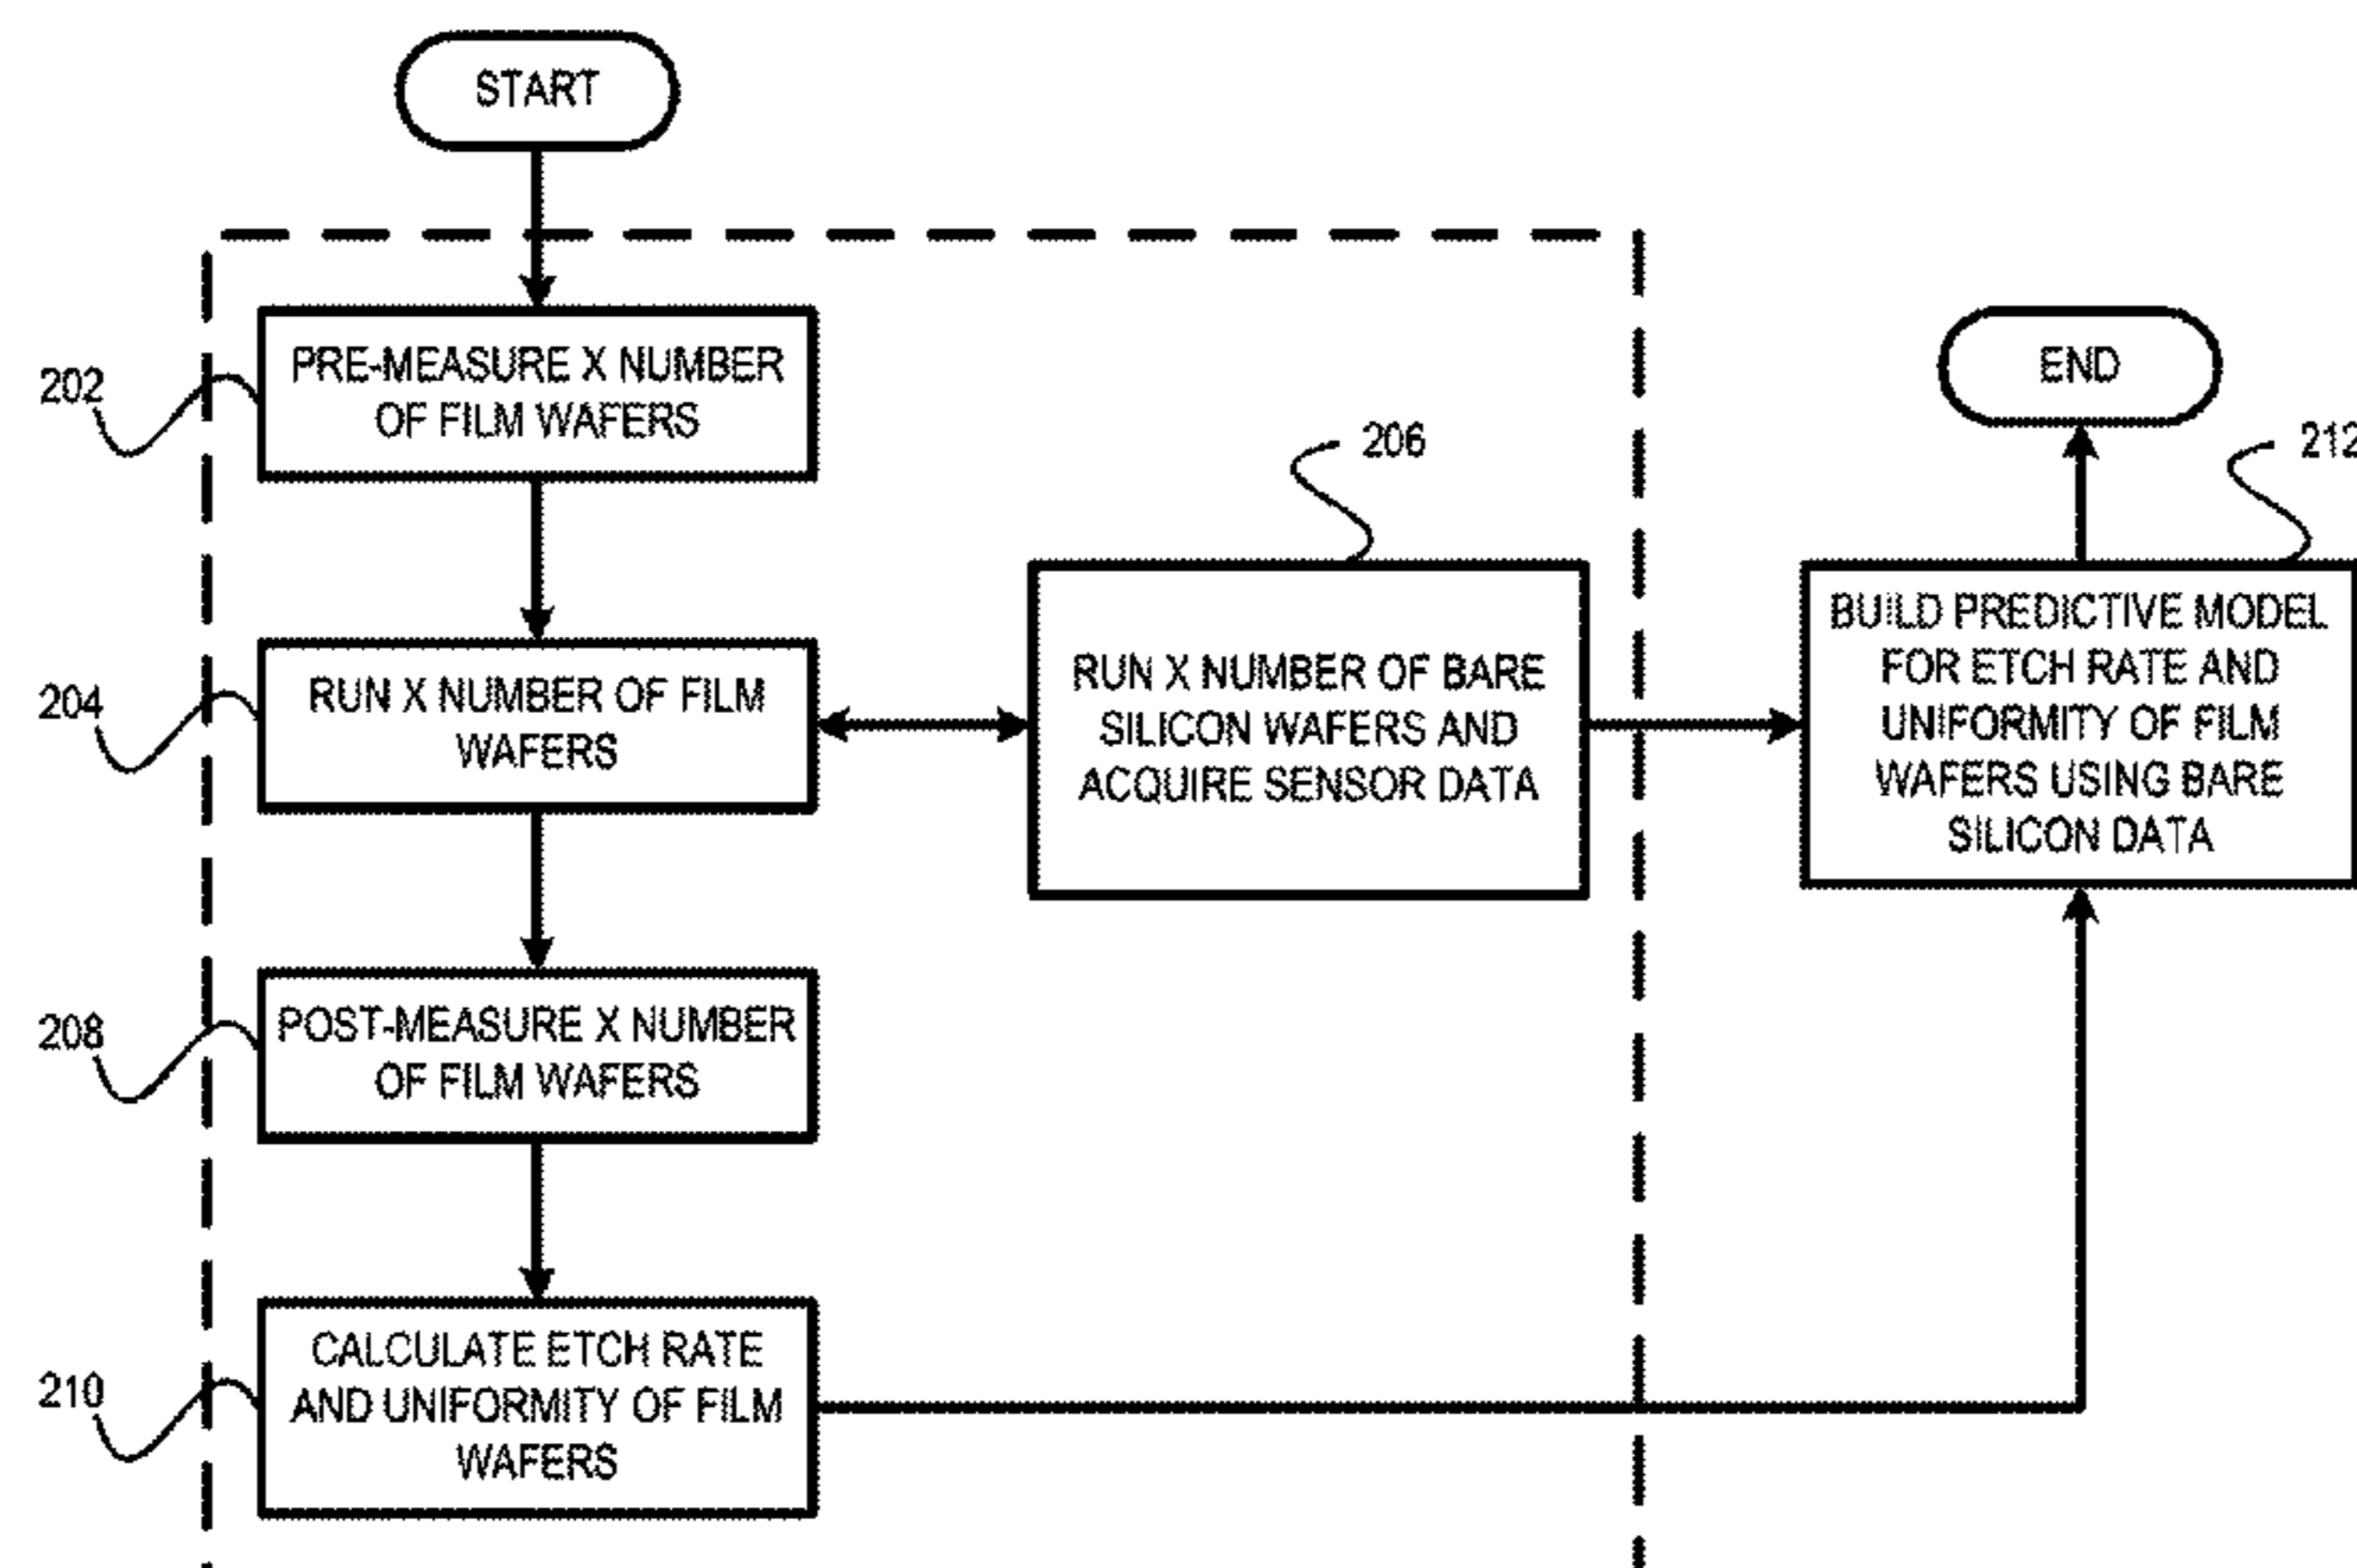 START
202
PRE-MEASURE X NUMBER
OF FILM WAFERS
204
RUN X NUMBER OF FILM
WAFERS
206
RUN X NUMBER OF BARE
SILICON WAFERS AND
ACQUIRE SENSOR DATA
208
POST-MEASURE X NUMBER
OF FILM WAFERS
210
CALCULATE ETCH RATE
AND UNIFORMITY OF FILM
WAFERS
END
212
BUILD PREDICTIVE MODEL
FOR ETCH RATE AND
UNIFORMITY OF FILM
WAFERS USING BARE
SILICON DATA